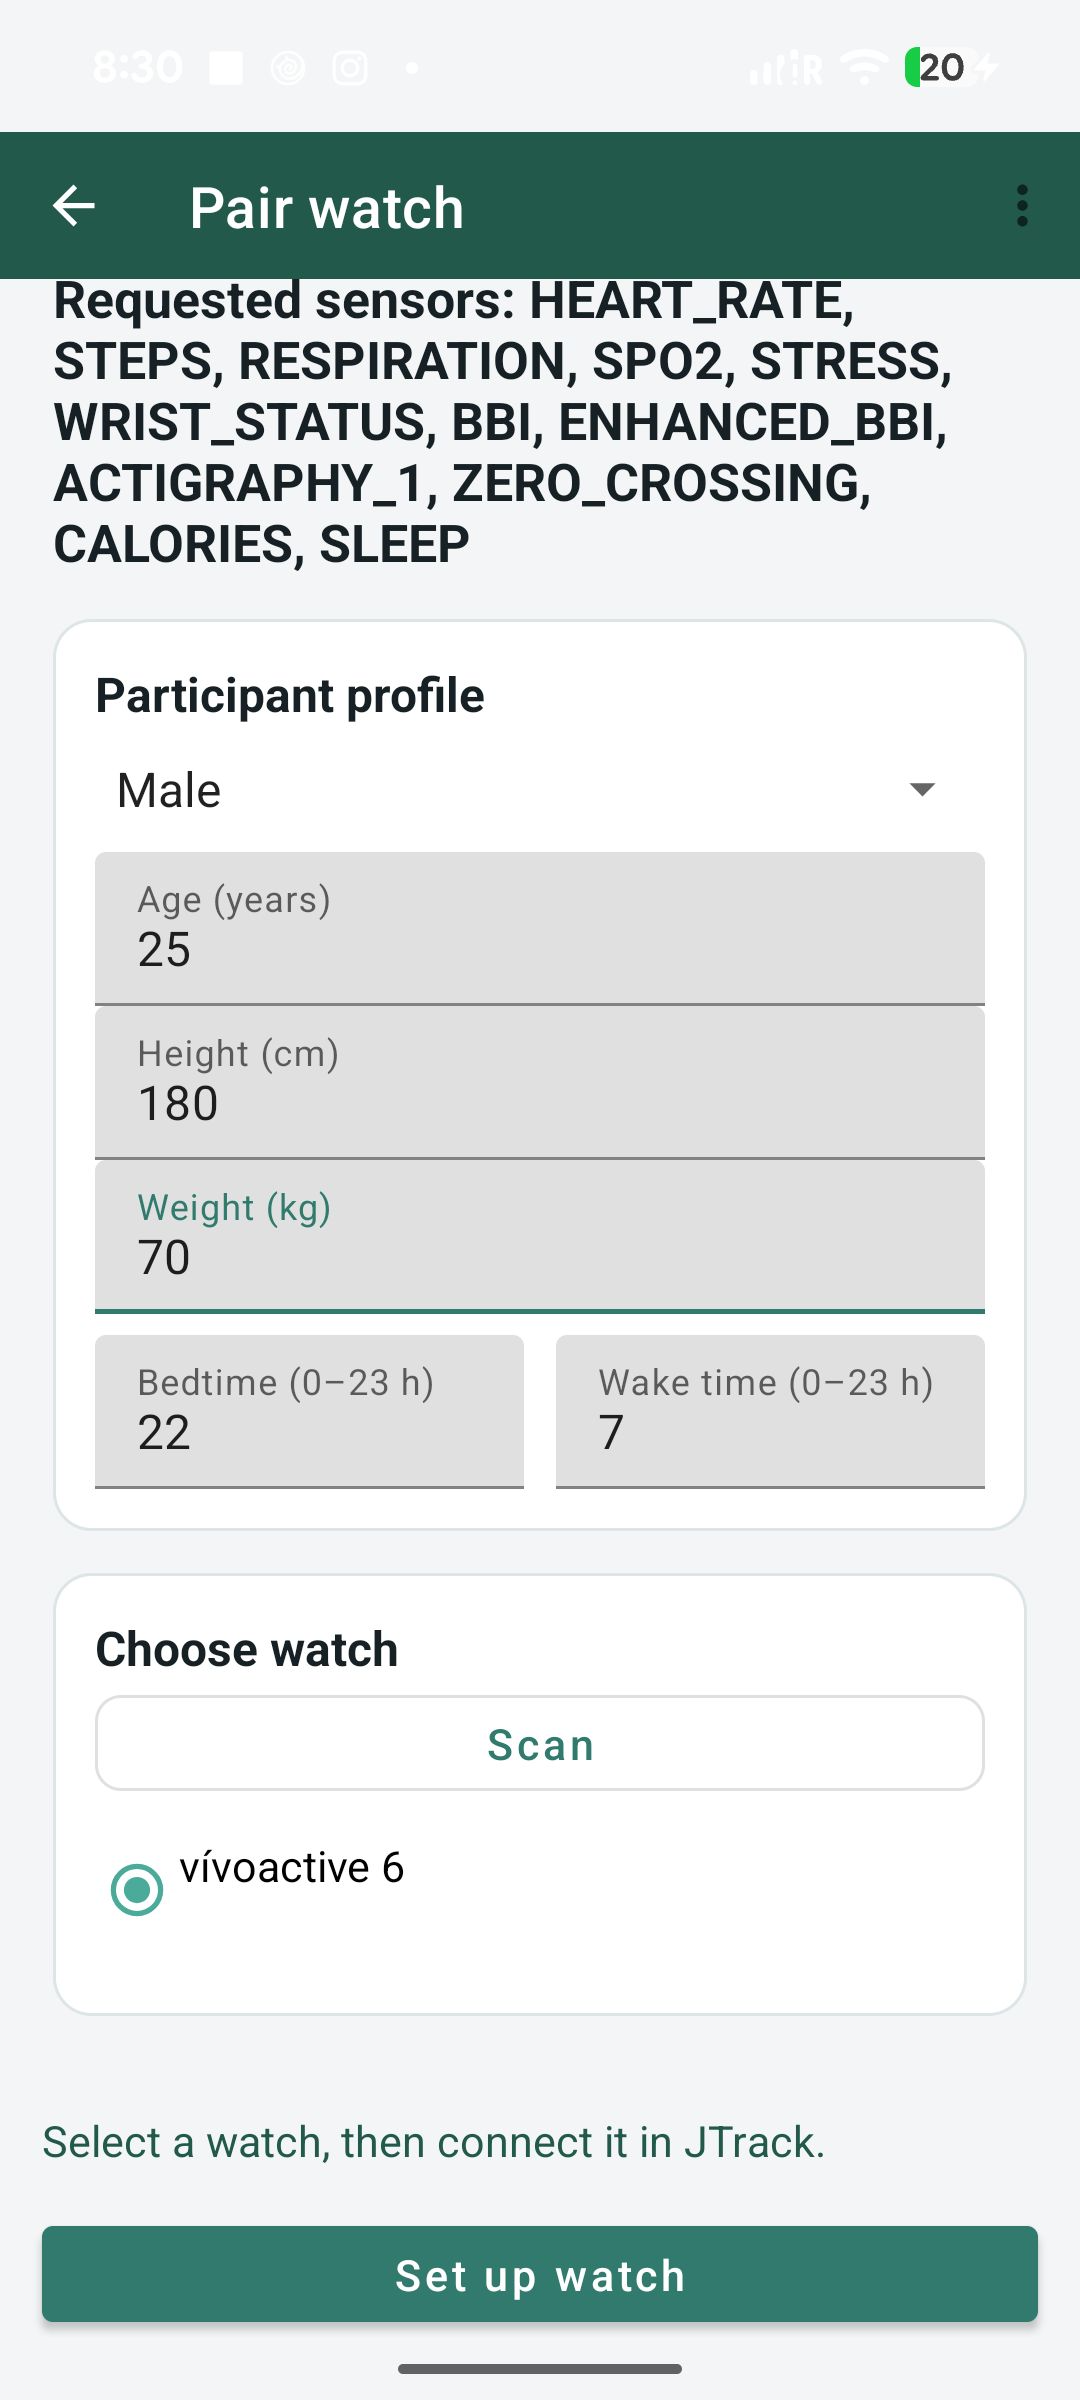 8:30
R
20
Pair watch
Requested sensors: HEART_RATE,
STEPS, RESPIRATION, SPO2, STRESS,
WRIST_STATUS, BBI, ENHANCED_BBI,
ACTIGRAPHY_1, ZERO_CROSSING,
CALORIES, SLEEP
Participant profile
Male
Age (years)
25
Height (cm)
180
Weight (kg)
70
Bedtime (0–23 h)
22
Wake time (0–23 h)
7
Choose watch
Scan
vívoactive 6
Select a watch, then connect it in JTrack.
Set up watch